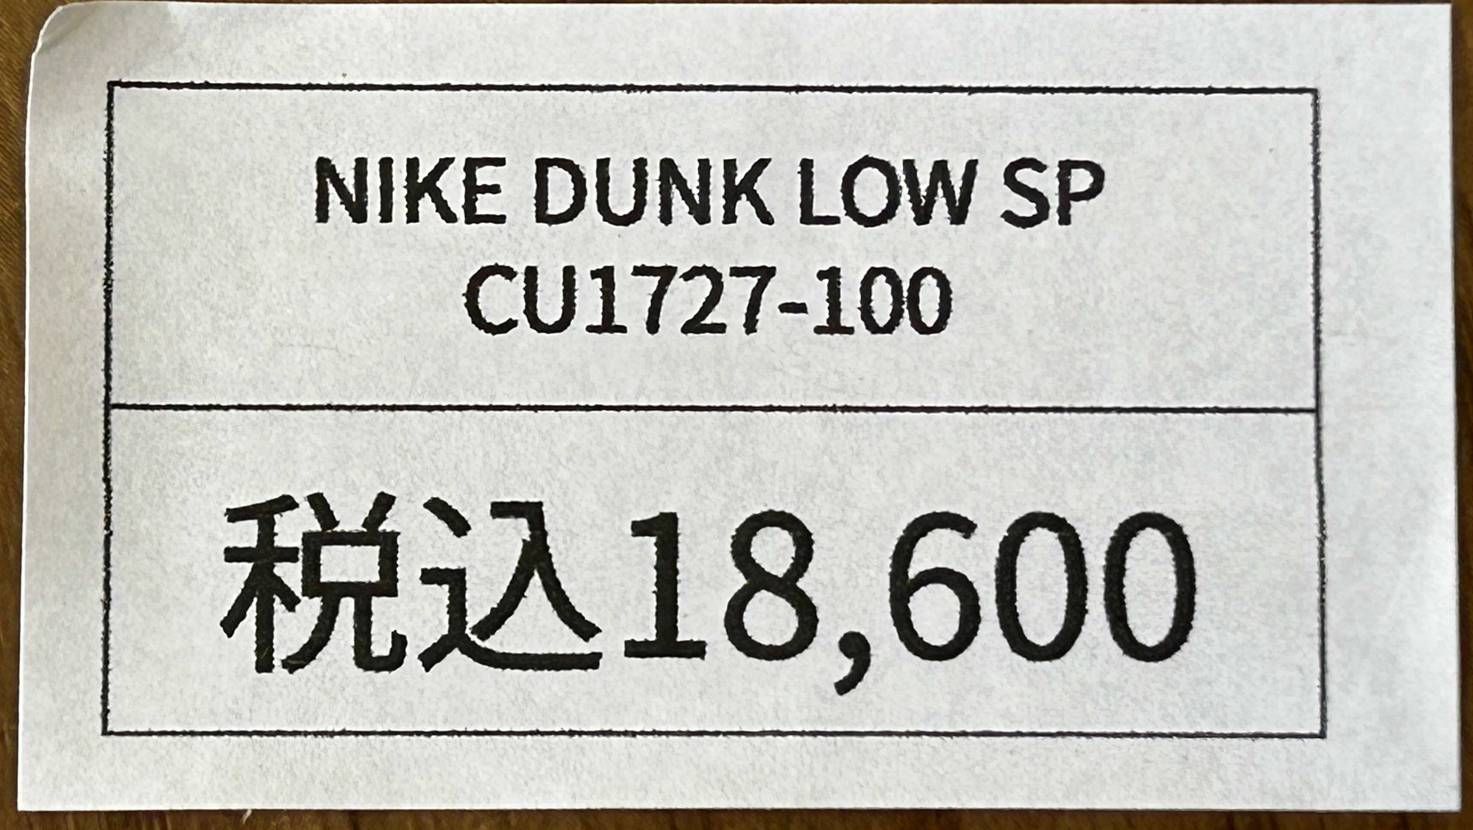 NIKE DUNK LOW SP
CU1727-100
税込18,600